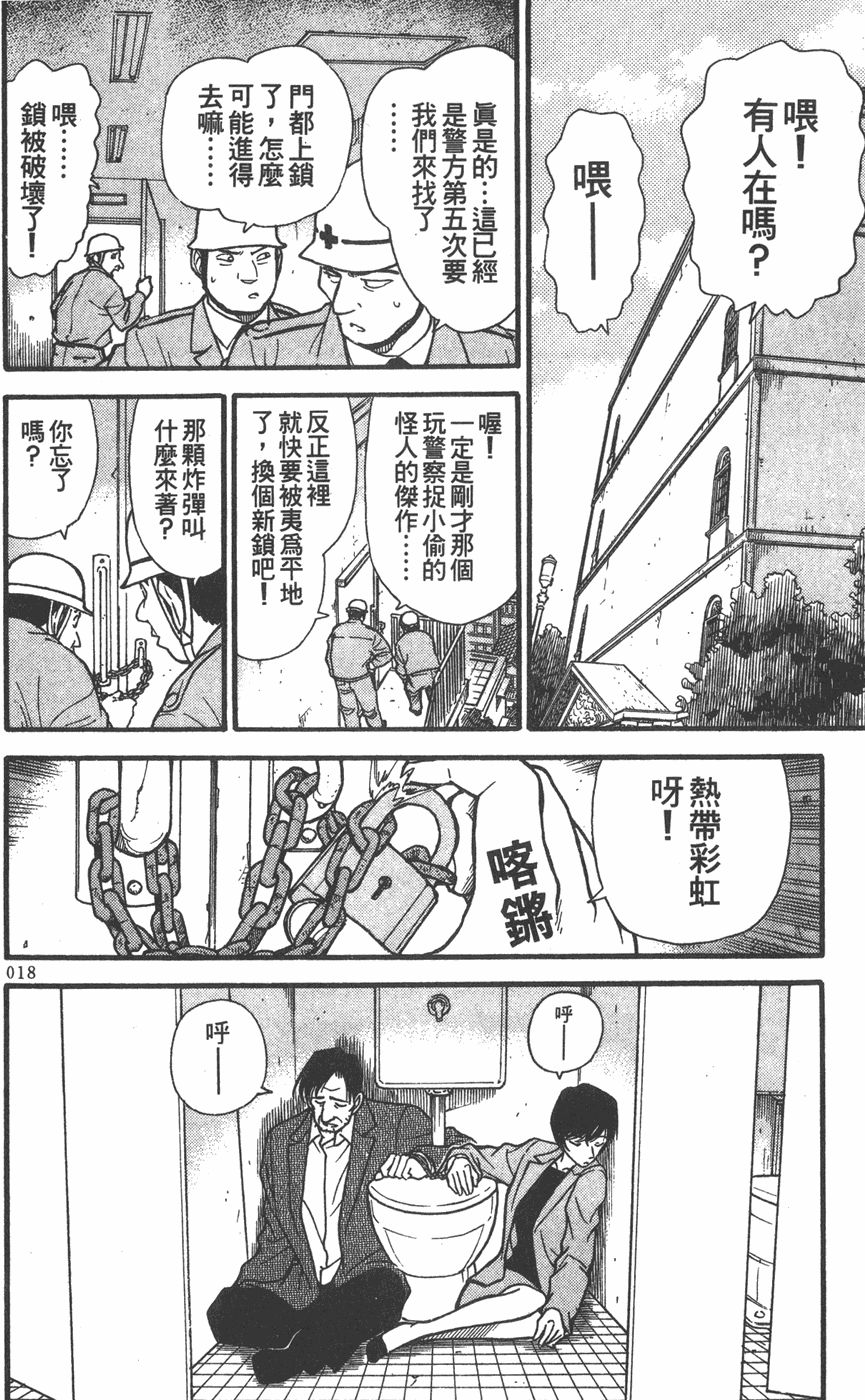 喂！
有人在嗎？
喂——
眞是的…這已經
是警方第五次要
我們來找了
……
門都上鎖
了，怎麼
可能進得
去嘛……
喂……
鎖被破壞了！
喔！
一定是剛才那個
玩警察捉小偷的
怪人的傑作……
反正這裡
就快要被夷爲平地
了，換個新鎖吧！
那顆炸彈叫
什麼來著？
你忘了
嗎？
熱帶彩虹
呀！
喀鏘
018
呼——
呼——